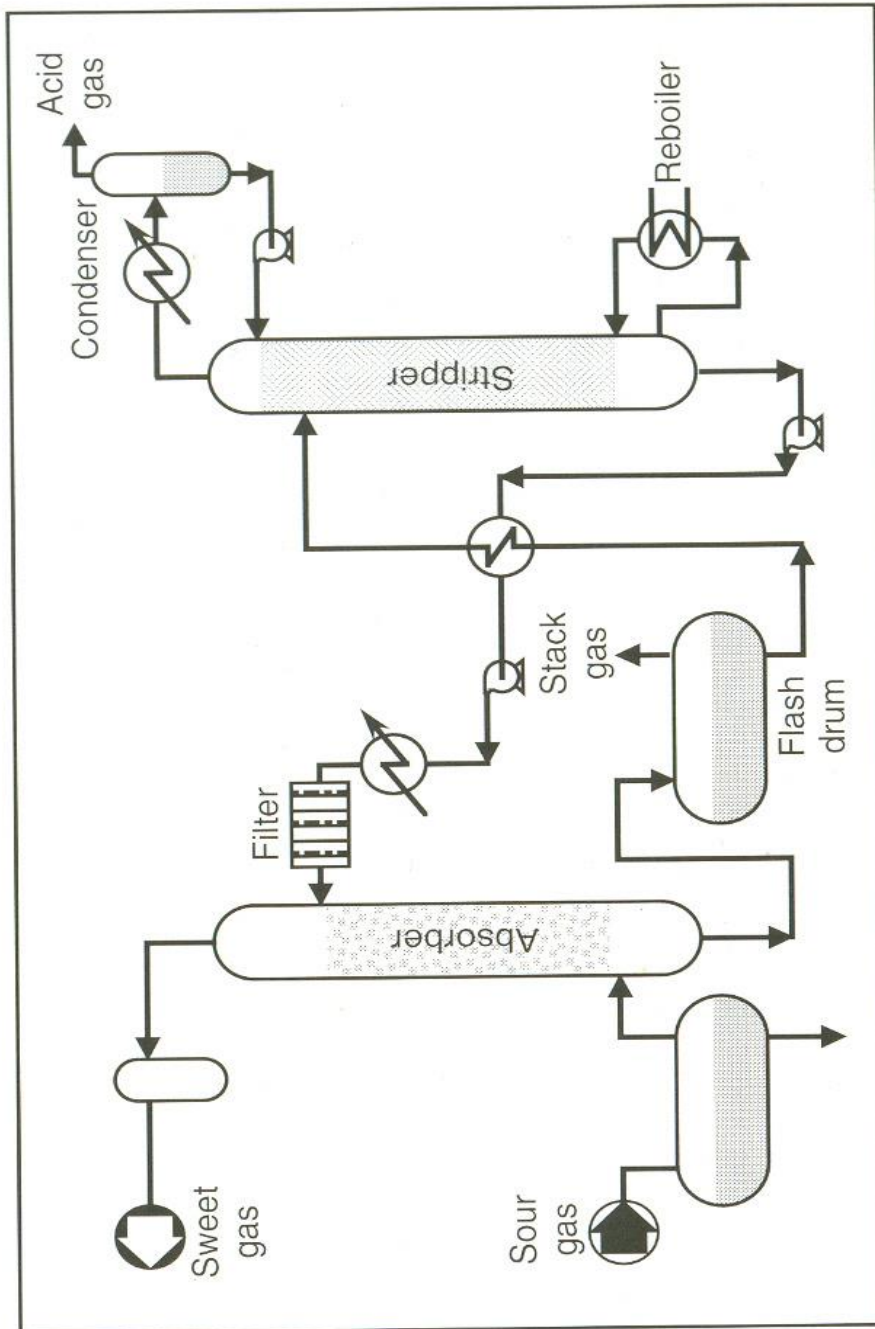 Sweet
gas
Sour
gas
Absorber
Filter
Flash
drum
Stack
gas
Stripper
Condenser
Acid
gas
Reboiler